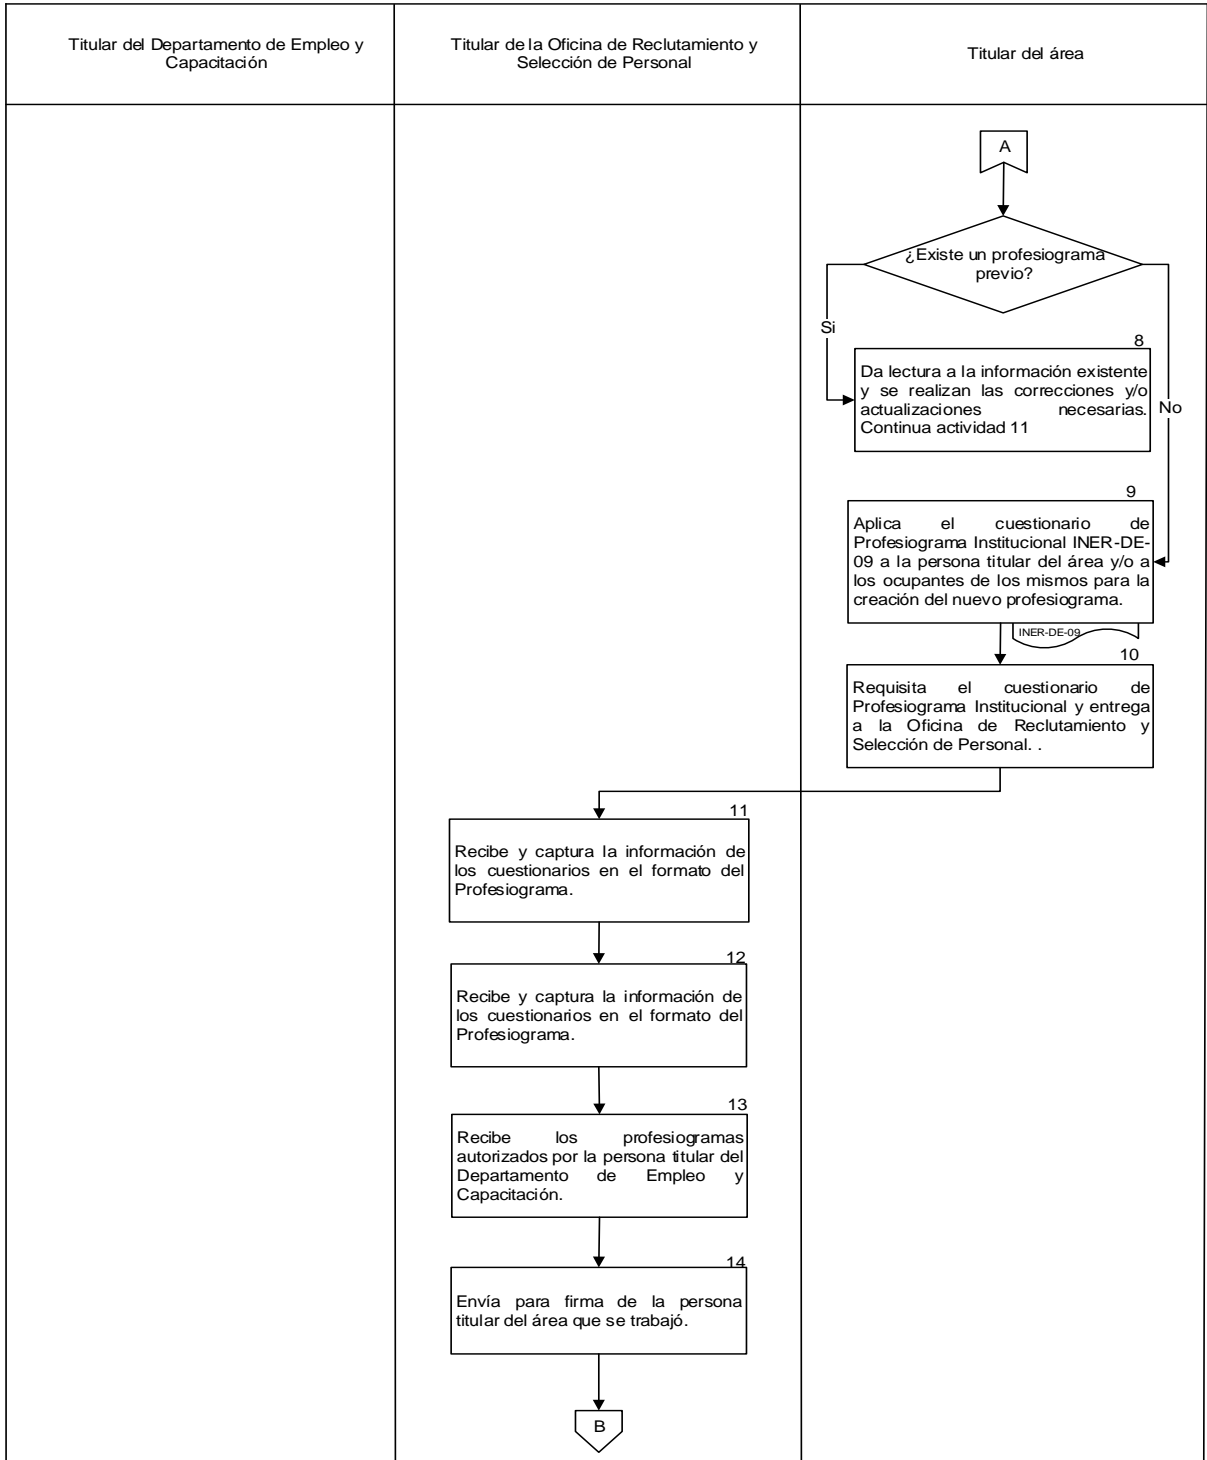 Titular del Departamento de Empleo y
Capacitación
Titular de la Oficina de Reclutamiento y
Selección de Personal
Titular del área
A
¿Existe un profesiograma
previo?
Si
No
8
Da lectura a la información existente
y se realizan las correcciones y/o
actualizaciones necesarias.
Continua actividad 11
9
Aplica el cuestionario de
Profesiograma Institucional INER-DE-
09 a la persona titular del área y/o a
los ocupantes de los mismos para la
creación del nuevo profesiograma.
INER-DE-09
10
Requisita el cuestionario de
Profesiograma Institucional y entrega
a la Oficina de Reclutamiento y
Selección de Personal. .
11
Recibe y captura la información de
los cuestionarios en el formato del
Profesiograma.
12
Recibe y captura la información de
los cuestionarios en el formato del
Profesiograma.
13
Recibe los profesiogramas
autorizados por la persona titular del
Departamento de Empleo y
Capacitación.
14
Envía para firma de la persona
titular del área que se trabajó.
B